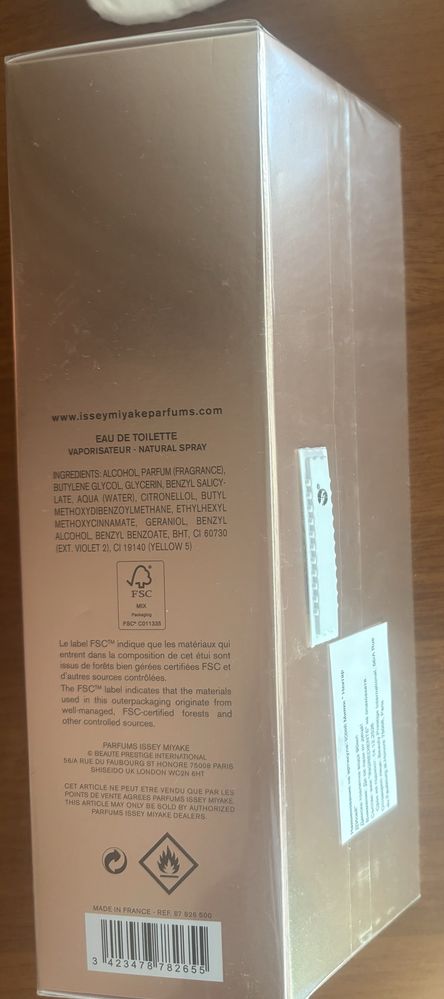 www.isseymiyakeparfums.com
EAU DE TOILETTE
VAPORISATEUR · NATURAL SPRAY
INGREDIENTS: ALCOHOL, PARFUM (FRAGRANCE),
BUTYLENE GLYCOL, GLYCERIN, BENZYL SALICY-
LATE, AQUA (WATER), CITRONELLOL, BUTYL
METHOXYDIBENZOYLMETHANE, ETHYLHEXYL
METHOXYCINNAMATE, GERANIOL, BENZYL
ALCOHOL, BENZYL BENZOATE, BHT, CI 60730
(EXT. VIOLET 2), CI 19140 (YELLOW 5)
FSC
MIX
Packaging
FSC® C011335
Le label FSC™ indique que les matériaux qui
entrent dans la composition de cet étui sont
issus de forêts bien gérées certifiées FSC et
d'autres sources contrôlées.
The FSC™ label indicates that the materials
used in this outerpackaging originate from
well-managed, FSC-certified forests and
other controlled sources.
PARFUMS ISSEY MIYAKE
© BEAUTE PRESTIGE INTERNATIONAL
56/A RUE DU FAUBOURG ST HONORE 75008 PARIS
SHISEIDO UK LONDON WC2N 6HT
CET ARTICLE NE PEUT ETRE VENDU QUE PAR LES
POINTS DE VENTE AGREES PARFUMS ISSEY MIYAKE.
THIS ARTICLE MAY ONLY BE SOLD BY AUTHORIZED
PARFUMS ISSEY MIYAKE DEALERS.
MADE IN FRANCE - REF. 87 826 500
3 423478 782655